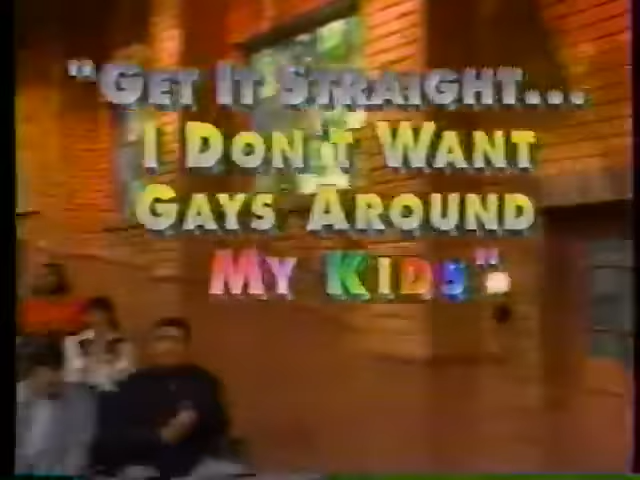 "GET IT STRAIGHT...
I DON'T WANT
GAYS AROUND
MY KIDS"